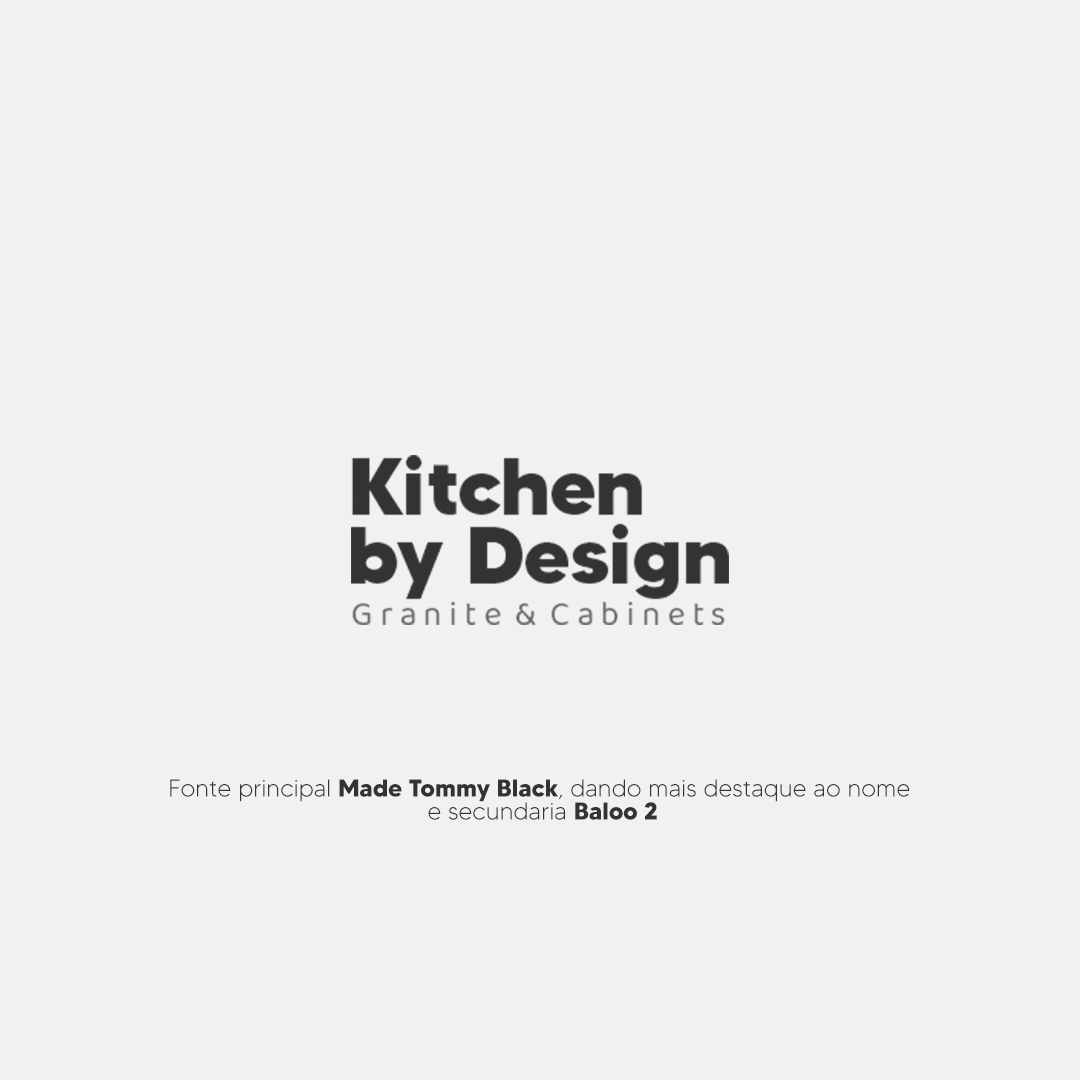 Kitchen
by Design
Granite & Cabinets
Fonte principal Made Tommy Black, dando mais destaque ao nome
e secundaria Baloo 2